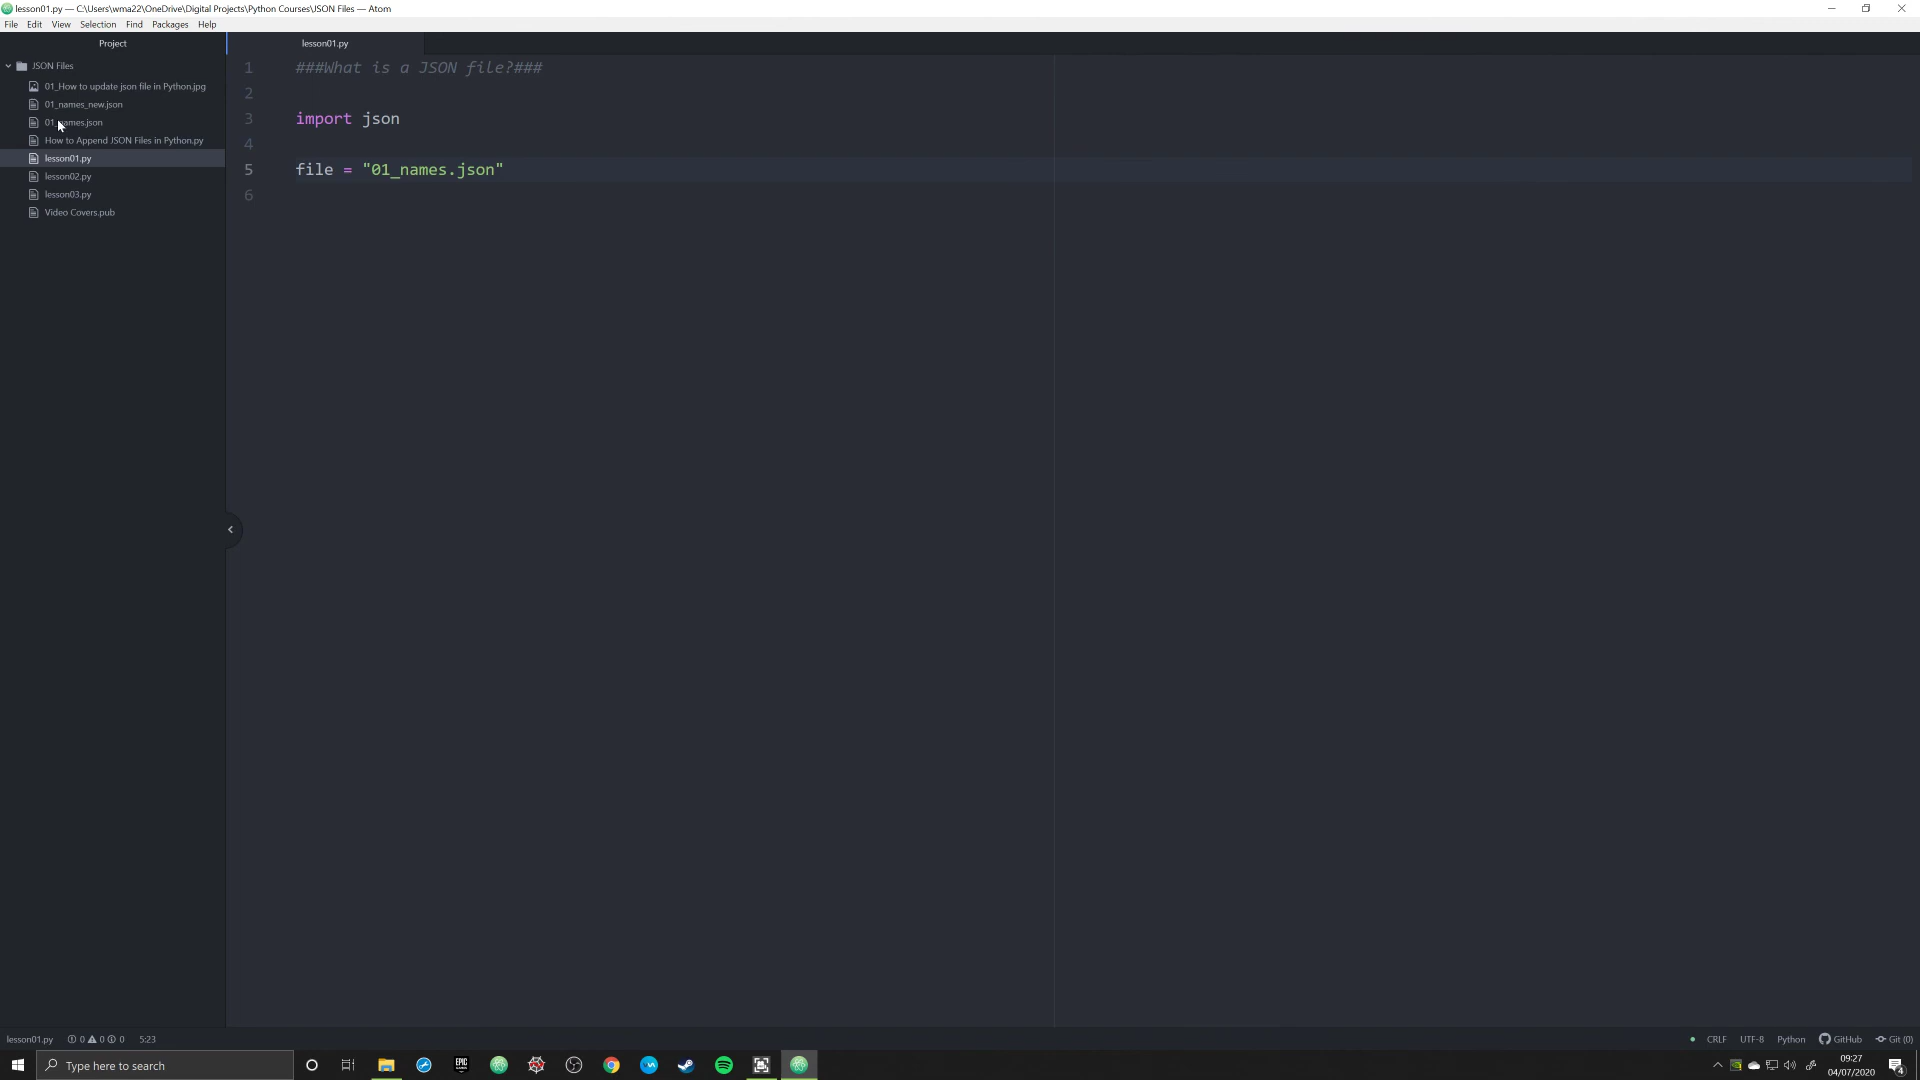 lesson01.py — C:\Users\wma22\OneDrive\Digital Projects\Python Courses\JSON Files — Atom
File Edit View Selection Find Packages Help
Project
lesson01.py
JSON Files
01_How to update json file in Python.jpg
01_names_new.json
01_names.json
How to Append JSON Files in Python.py
lesson01.py
lesson02.py
lesson03.py
Video Covers.pub
1 ###What is a JSON file?###
2
3 import json
4
5 file = "01_names.json"
6
lesson01.py 0 0 0 5:23
CRLF UTF-8 Python GitHub Git (0)
Type here to search
EPIC GAMES
09:27
04/07/2020
4